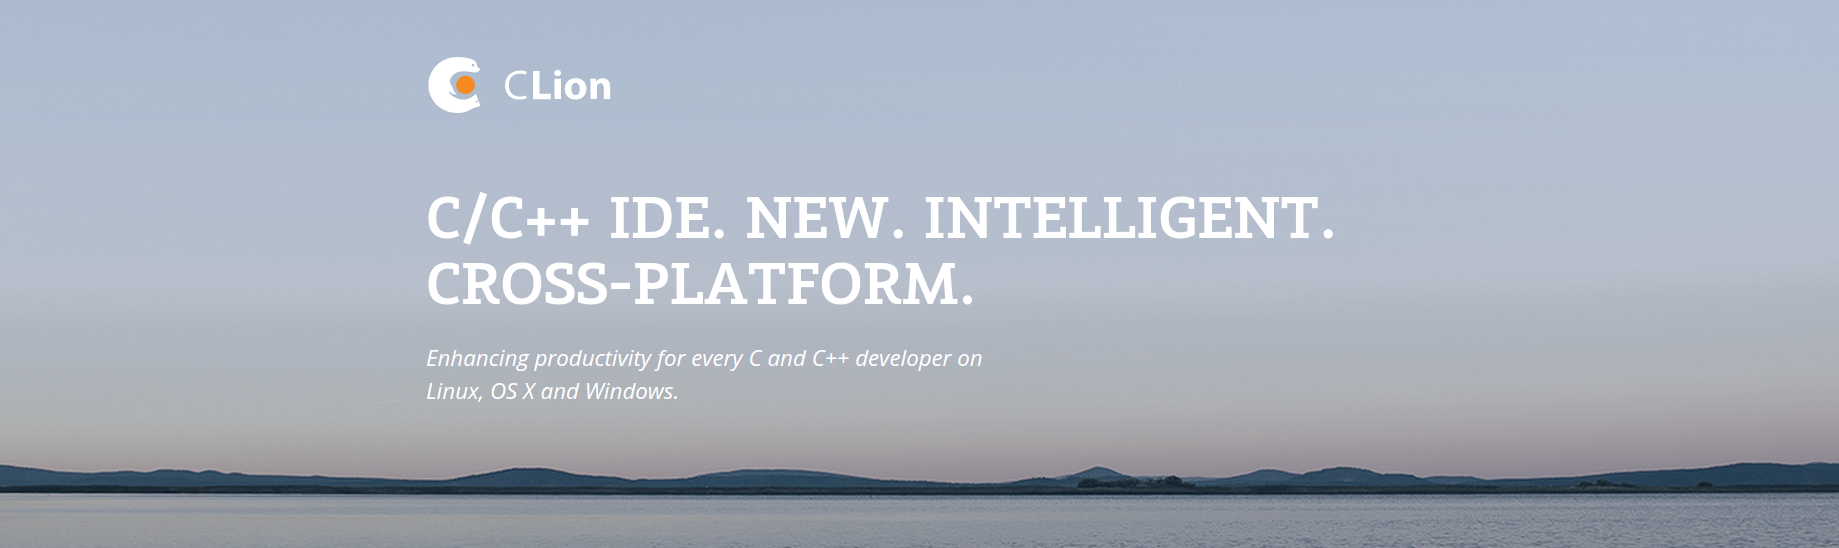 CLion
C/C++ IDE. NEW. INTELLIGENT.
CROSS-PLATFORM.
Enhancing productivity for every C and C++ developer on
Linux, OS X and Windows.